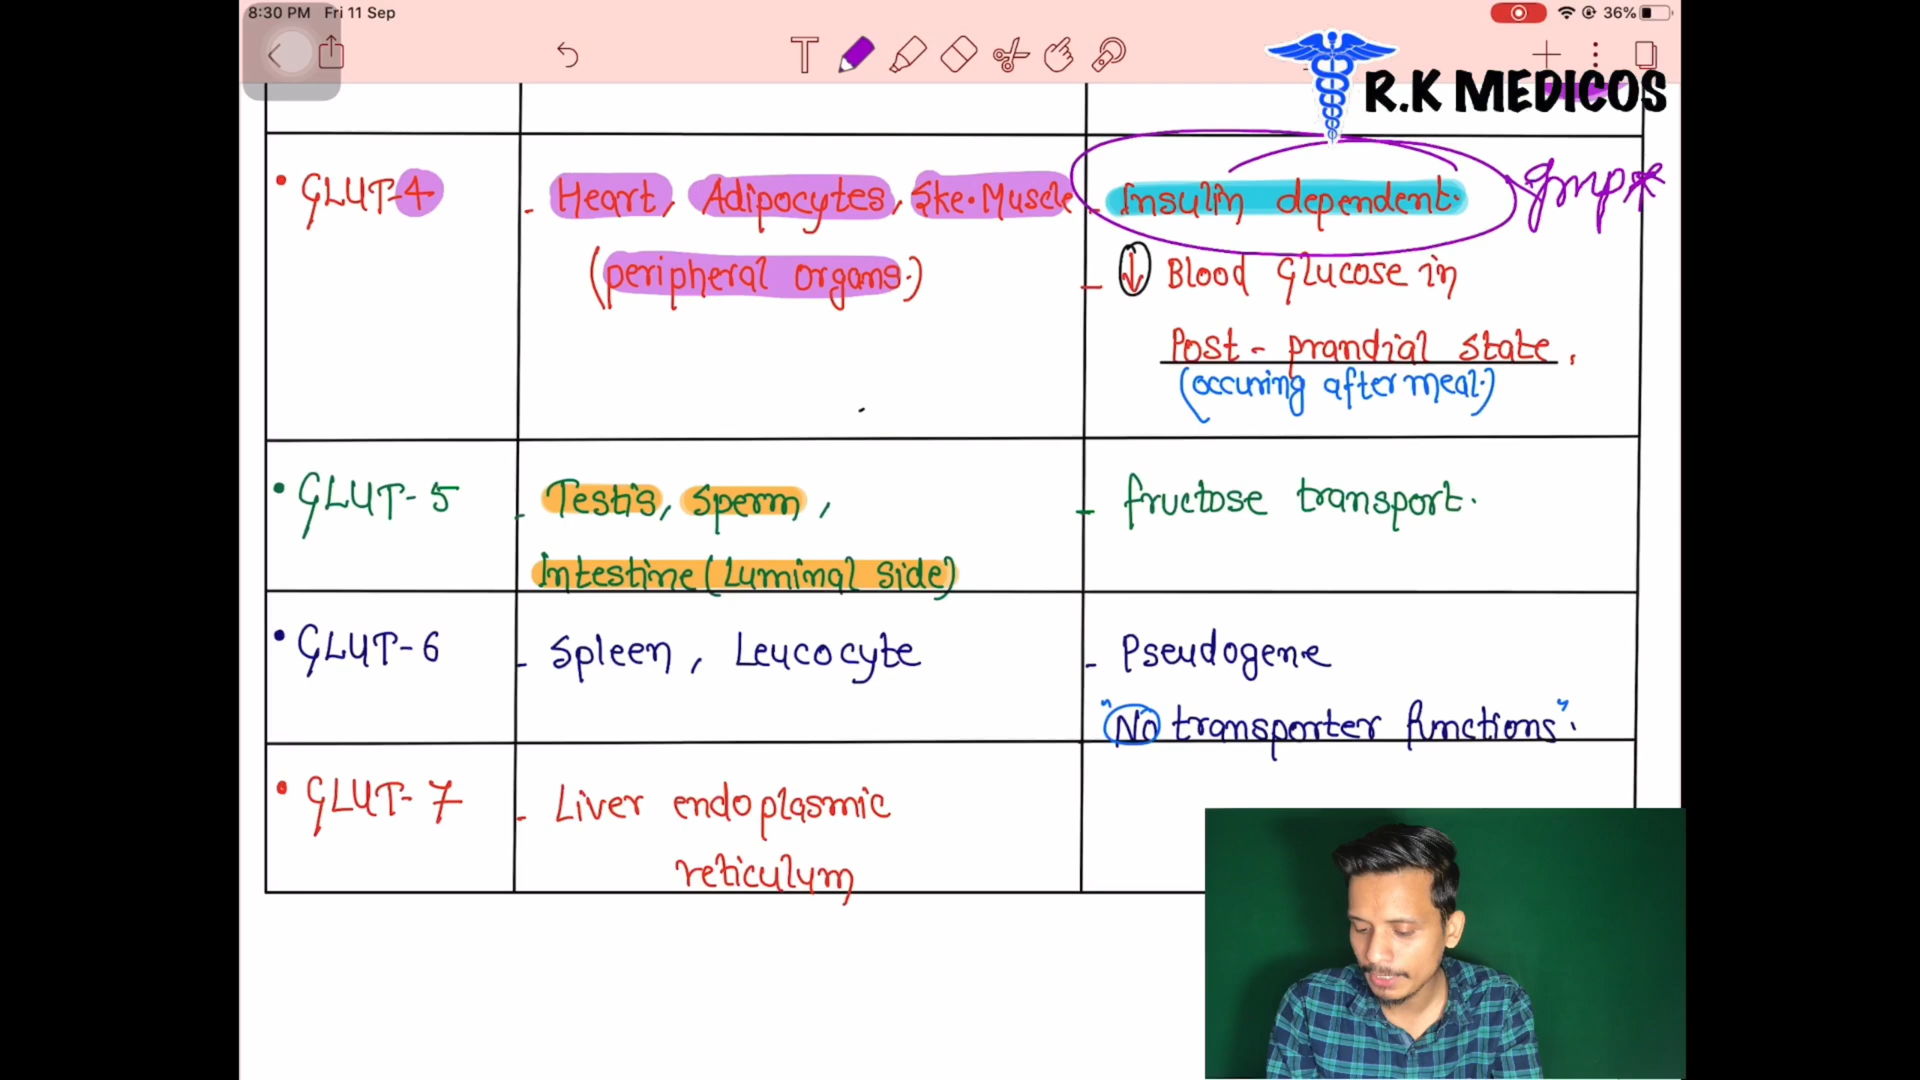 8:30 PM Fri 11 Sep
36%
T
R.K MEDICOS
• GLUT-4
- Heart, Adipocytes, Ske.Muscle
(peripheral organs.)
- Insulin dependent.
Imp*
- ↓ Blood Glucose in
Post-prandial state.
(occuring after meal.)
• GLUT-5
- Testis, Sperm,
Intestine (Luminal Side)
- fructose transport.
• GLUT-6
- Spleen, Leucocyte
- Pseudogene
"No transporter functions".
• GLUT-7
- Liver endoplasmic
reticulum